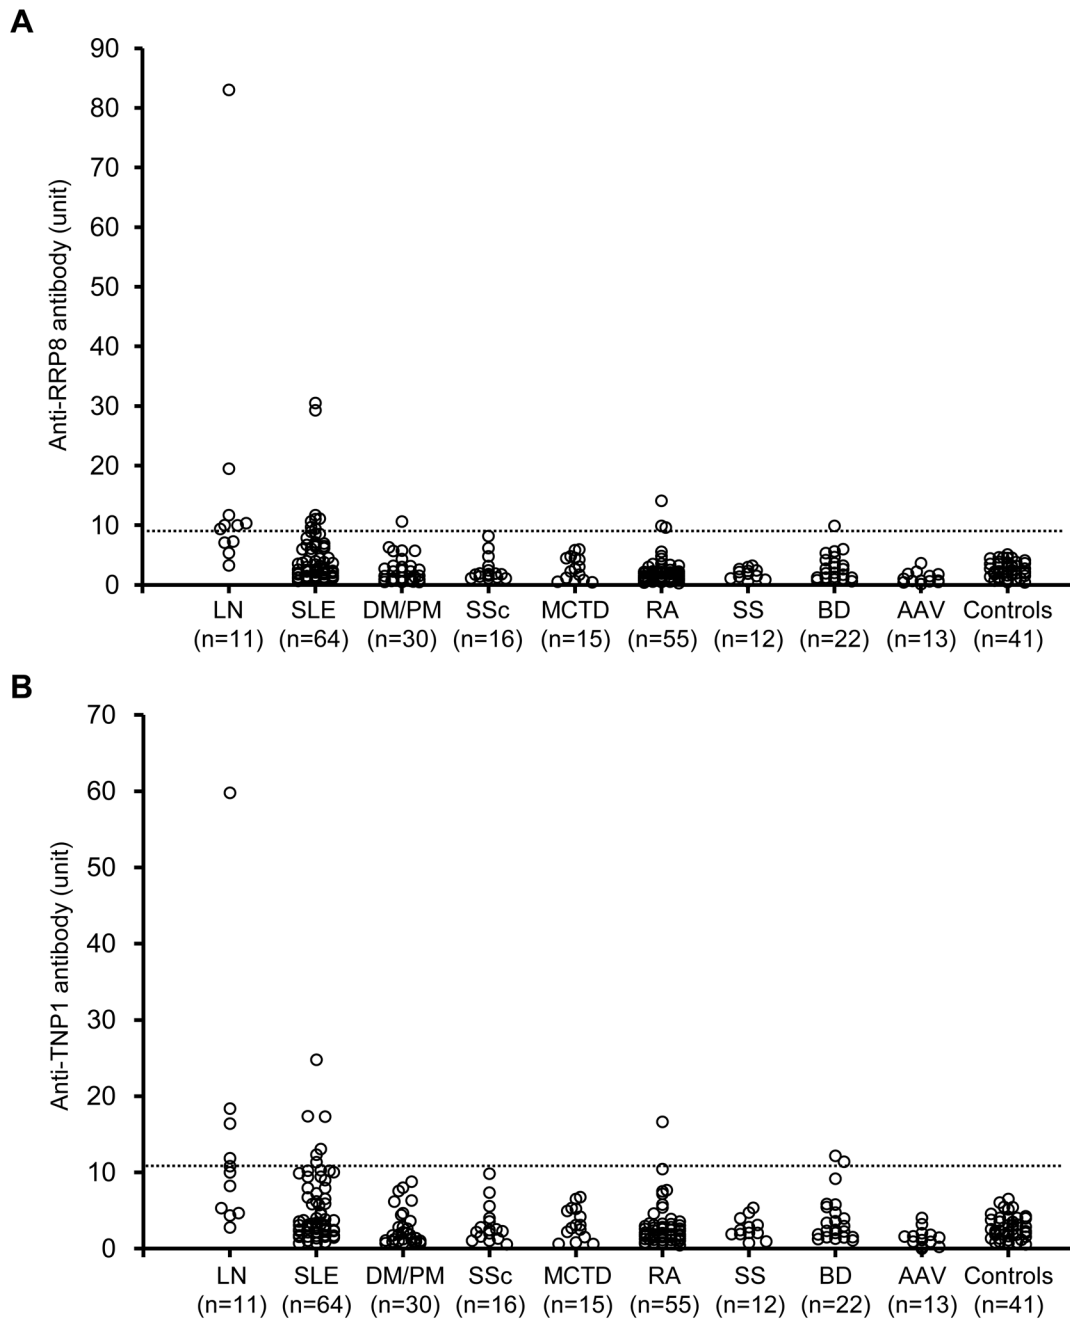 A
90
80
70
60
50
40
30
20
10
0
Anti-RRP8 antibody (unit)
LN SLE DM/PM SSc MCTD RA SS BD AAV Controls
(n=11) (n=64) (n=30) (n=16) (n=15) (n=55) (n=12) (n=22) (n=13) (n=41)
B
70
60
50
40
30
20
10
0
Anti-TNP1 antibody (unit)
LN SLE DM/PM SSc MCTD RA SS BD AAV Controls
(n=11) (n=64) (n=30) (n=16) (n=15) (n=55) (n=12) (n=22) (n=13) (n=41)